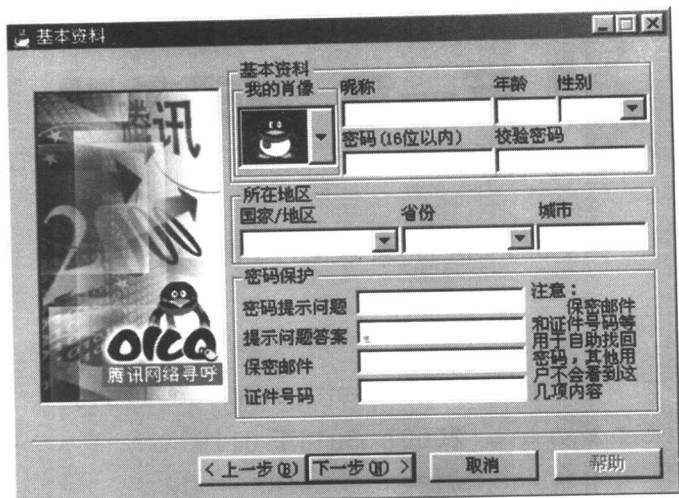 基本资料
腾讯
2000
OICQ
腾讯网络寻呼
基本资料
我的肖像
昵称
年龄
性别
密码(16位以内)
校验密码
所在地区
国家/地区
省份
城市
密码保护
密码提示问题
提示问题答案
保密邮件
证件号码
注意：
保密邮件
和证件号码等
用于自助找回
密码，其他用
户不会看到这
几项内容
<上一步(B)
下一步(N)>
取消
帮助